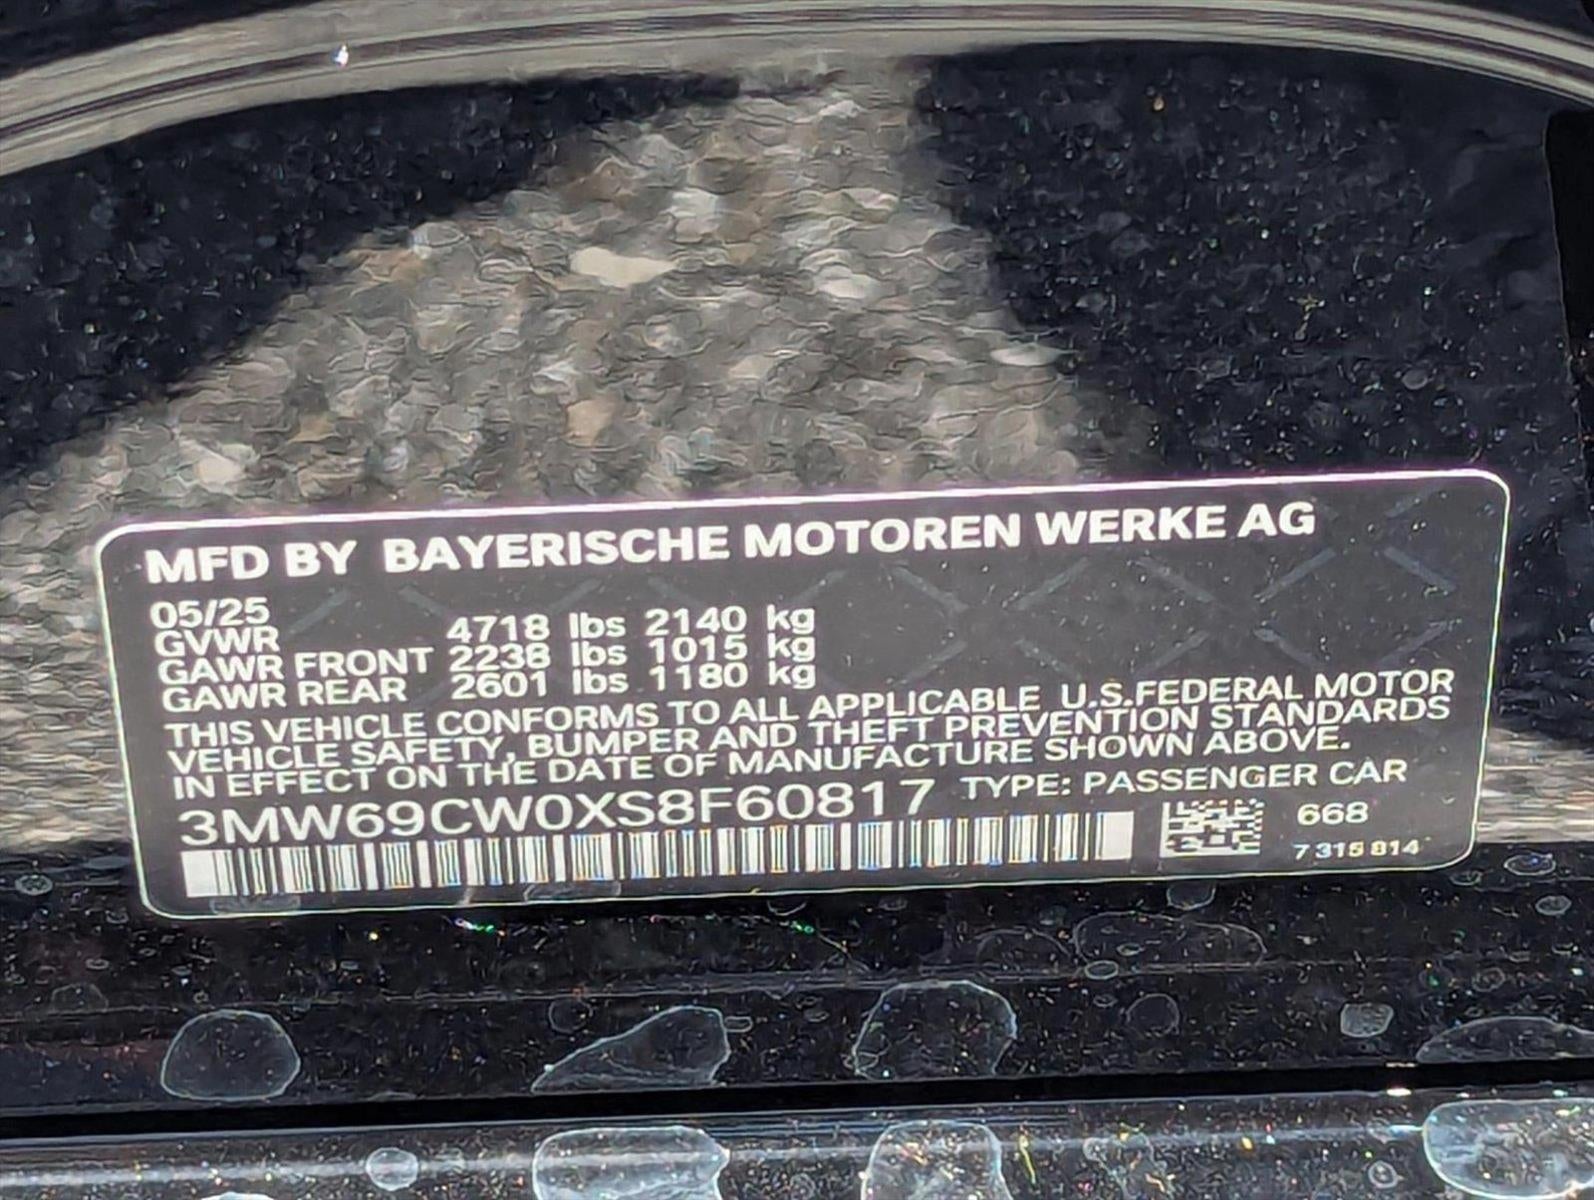 MFD BY BAYERISCHE MOTOREN WERKE AG
05/25
GVWR 4718 lbs 2140 kg
GAWR FRONT 2238 lbs 1015 kg
GAWR REAR 2601 lbs 1180 kg
THIS VEHICLE CONFORMS TO ALL APPLICABLE U.S.FEDERAL MOTOR
VEHICLE SAFETY, BUMPER AND THEFT PREVENTION STANDARDS
IN EFFECT ON THE DATE OF MANUFACTURE SHOWN ABOVE.
3MW69CW0XS8F60817 TYPE: PASSENGER CAR
668
7 315 814